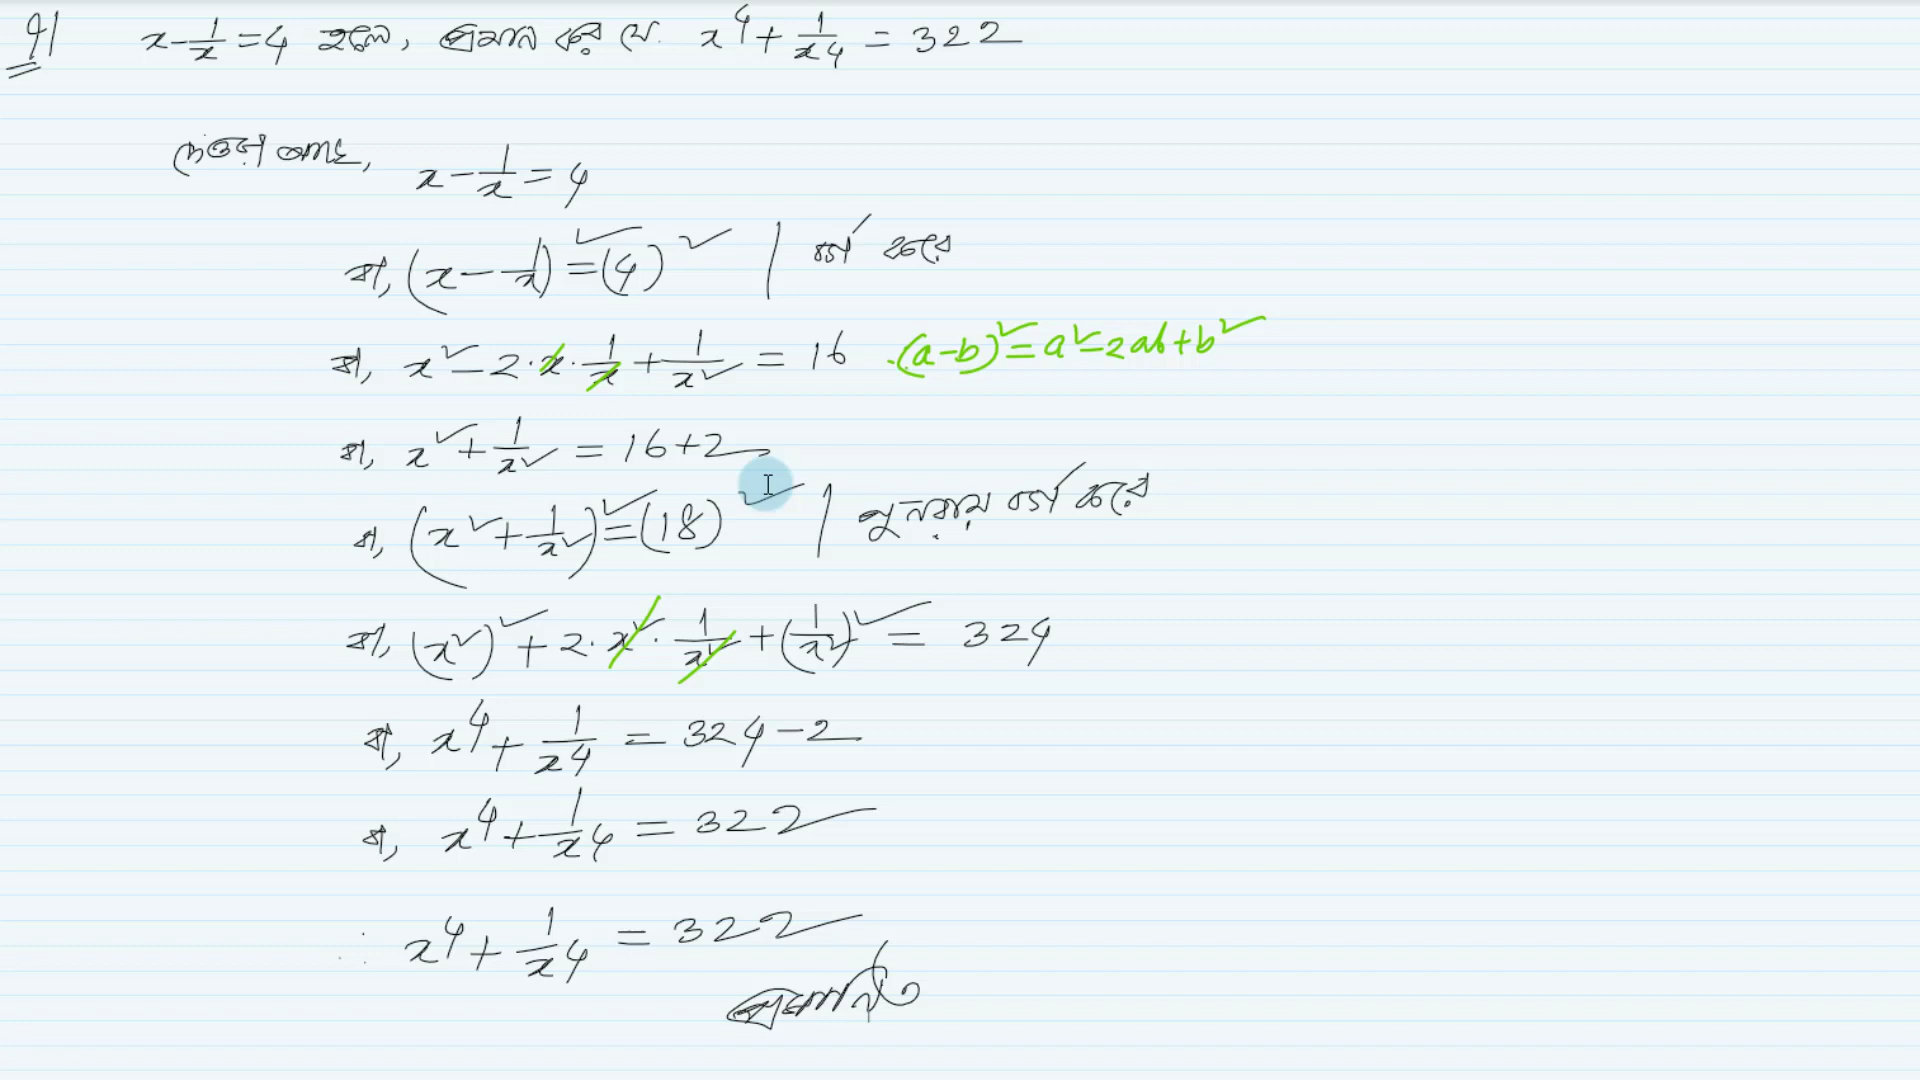 9। x - 1/x = 4 হলে, প্রমান কর যে. x⁴ + 1/x⁴ = 322
দেওয়া আছে,
x - 1/x = 4
বা, (x - 1/x)² = (4)² | বর্গ করে
বা, x² - 2·x·1/x + 1/x² = 16 (a-b)² = a² - 2ab + b²
বা, x² + 1/x² = 16+2
বা, (x² + 1/x²)² = (18)² | পুনরায় বর্গ করে
বা, (x²)² + 2·x²·1/x² + (1/x²)² = 324
বা, x⁴ + 1/x⁴ = 324-2
বা, x⁴ + 1/x⁴ = 322
∴ x⁴ + 1/x⁴ = 322
প্রমানিত